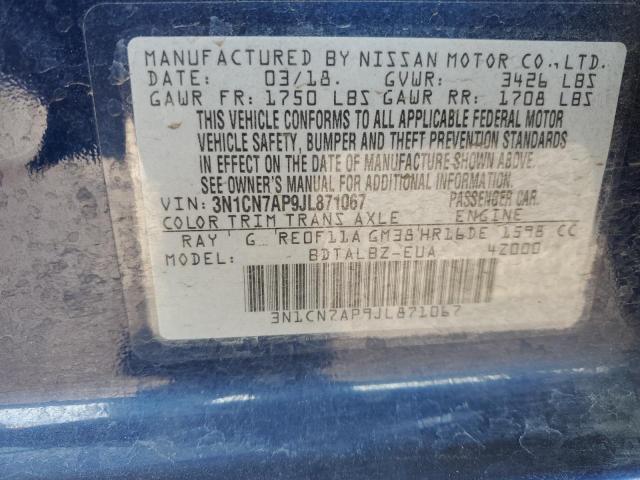 MANUFACTURED BY NISSAN MOTOR CO.,LTD.
DATE: 03/18. GVWR: 3426 LBS
GAWR FR: 1750 LBS GAWR RR: 1708 LBS
THIS VEHICLE CONFORMS TO ALL APPLICABLE FEDERAL MOTOR
VEHICLE SAFETY, BUMPER AND THEFT PREVENTION STANDARDS
IN EFFECT ON THE DATE OF MANUFACTURE SHOWN ABOVE.
SEE OWNER'S MANUAL FOR ADDITIONAL INFORMATION.
VIN: 3N1CN7AP9JL871067 PASSENGER CAR.
COLOR TRIM TRANS AXLE ENGINE
RAY G RE0F11A GM38 HR16DE 1598 CC
MODEL: BDTALBZ-EUA 4Z000
3N1CN7AP9JL871067